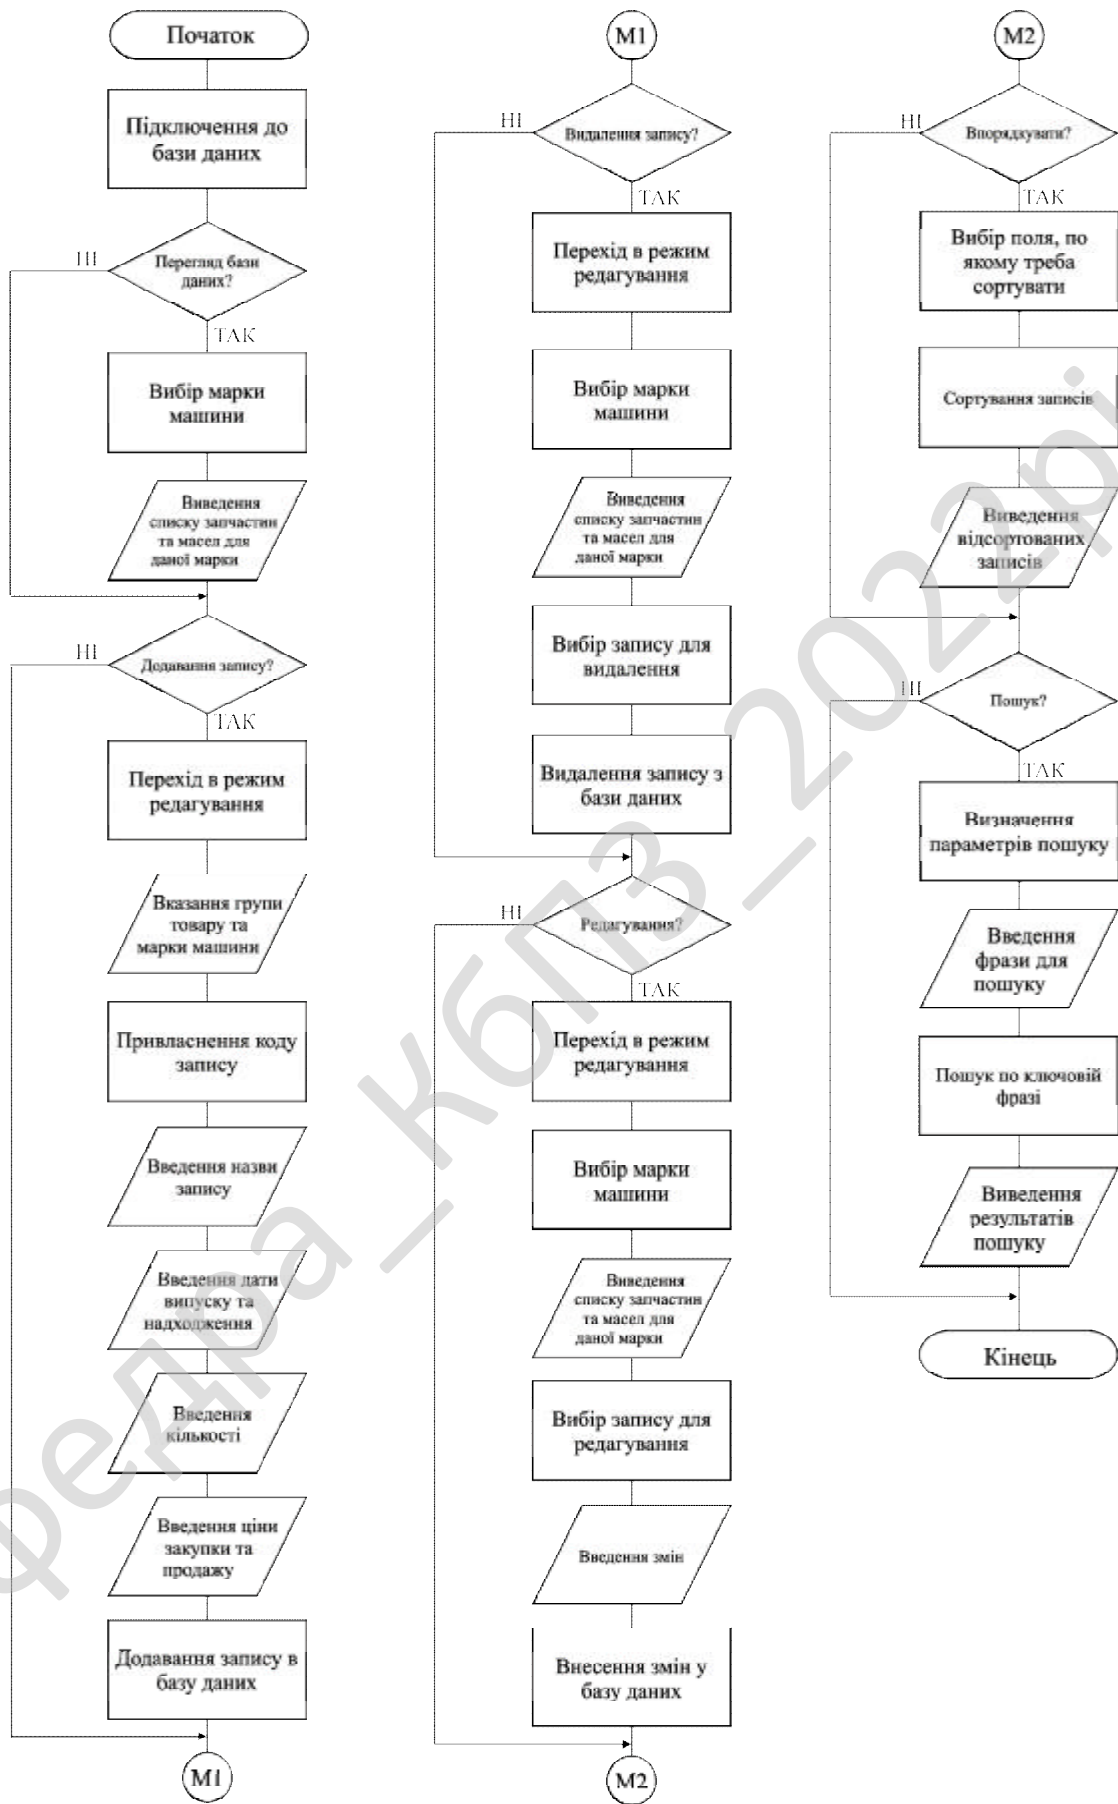 Початок
Підключення до
бази даних
НІ
Перегляд бази
даних?
ТАК
Вибір марки
машини
Виведення
списку запчастин
та масел для
даної марки
НІ
Додавання запису?
ТАК
Перехід в режим
редагування
Вказання групи
товару та
марки машини
Привласнення коду
запису
Введення назви
запису
Введення дати
випуску та
надходження
Введення
кількості
Введення ціни
закупки та
продажу
Додавання запису в
базу даних
М1
М1
НІ
Видалення запису?
ТАК
Перехід в режим
редагування
Вибір марки
машини
Виведення
списку запчастин
та масел для
даної марки
Вибір запису для
видалення
Видалення запису з
бази даних
НІ
Редагування?
ТАК
Перехід в режим
редагування
Вибір марки
машини
Виведення
списку запчастин
та масел для
даної марки
Вибір запису для
редагування
Введення змін
Внесення змін у
базу даних
М2
М2
НІ
Впорядкувати?
ТАК
Вибір поля, по
якому треба
сортувати
Сортування записів
Виведення
відсортованих
записів
НІ
Пошук?
ТАК
Визначення
параметрів пошуку
Введення
фрази для
пошуку
Пошук по ключовій
фразі
Виведення
результатів
пошуку
Кінець
федра_КбПЗ_2022рі